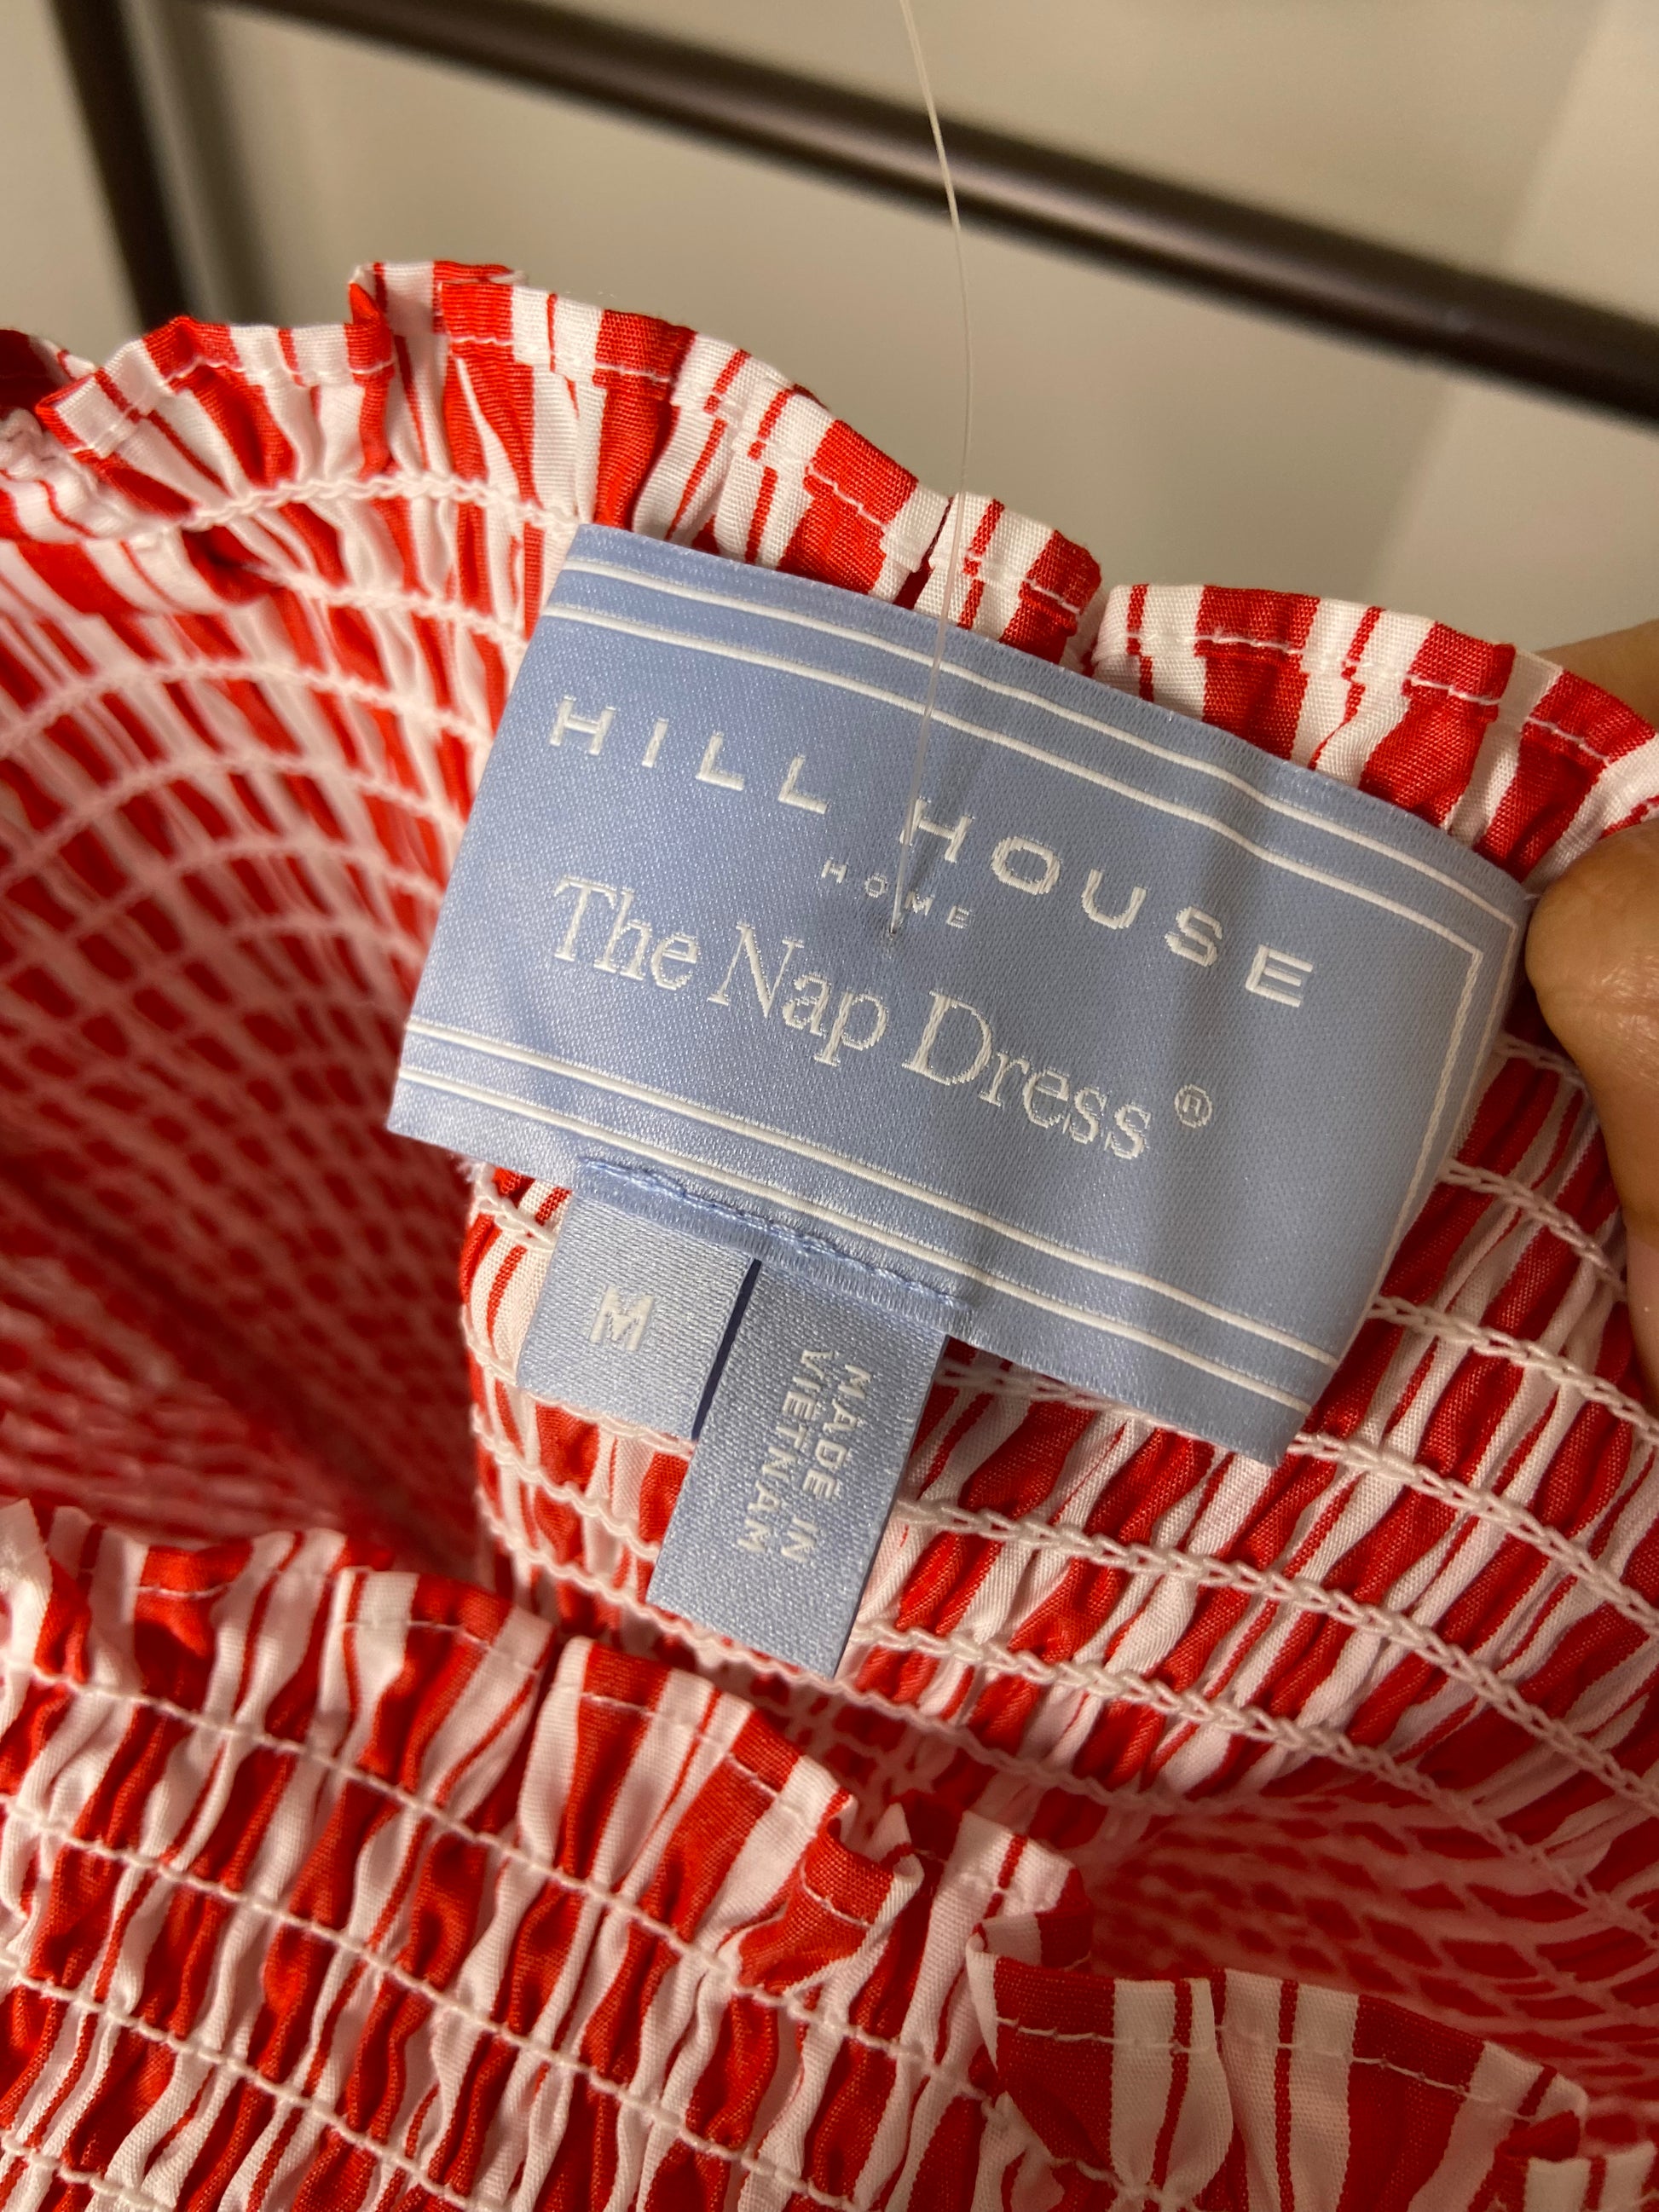 HILL HOUSE
HOME
The Nap Dress®
M
MADE IN
VIETNAM